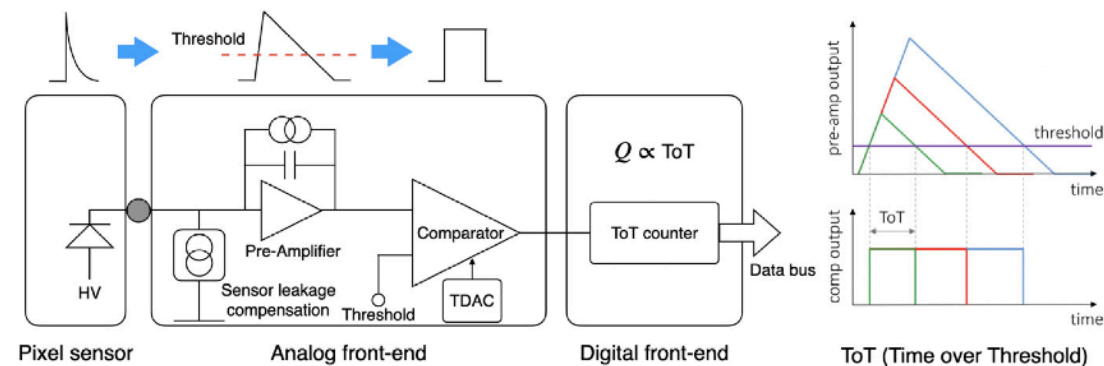 Threshold
Q ∝ ToT
HV
Pre-Amplifier
Sensor leakage
compensation
Comparator
Threshold
TDAC
ToT counter
Data bus
Pixel sensor
Analog front-end
Digital front-end
pre-amp output
threshold
time
ToT
comp output
time
ToT (Time over Threshold)